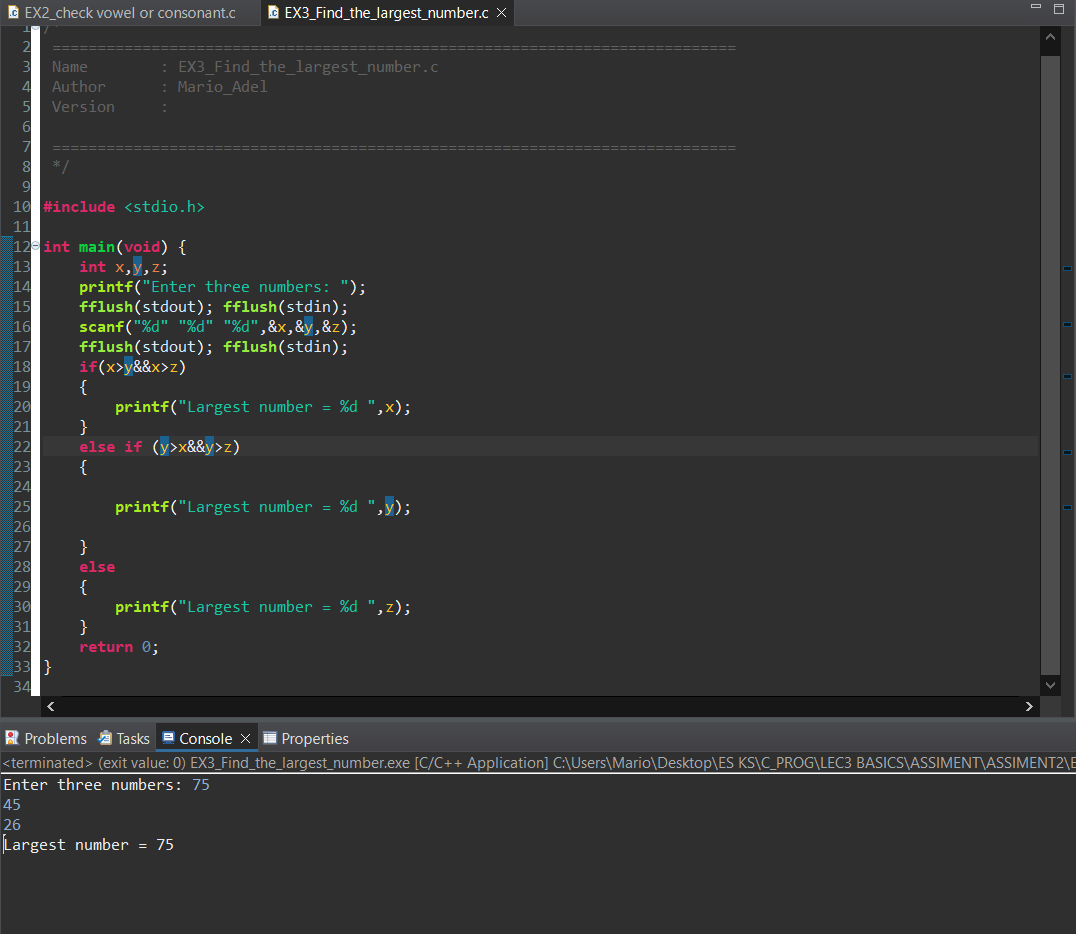 EX2_check vowel or consonant.c EX3_Find_the_largest_number.c
1 /*
2 ============================================================================
3 Name        : EX3_Find_the_largest_number.c
4 Author      : Mario_Adel
5 Version     :
6
7 ============================================================================
8 */
9
10 #include <stdio.h>
11
12 int main(void) {
13     int x,y,z;
14     printf("Enter three numbers: ");
15     fflush(stdout); fflush(stdin);
16     scanf("%d" "%d" "%d",&x,&y,&z);
17     fflush(stdout); fflush(stdin);
18     if(x>y&&x>z)
19     {
20         printf("Largest number = %d ",x);
21     }
22     else if (y>x&&y>z)
23     {
24
25         printf("Largest number = %d ",y);
26
27     }
28     else
29     {
30         printf("Largest number = %d ",z);
31     }
32     return 0;
33 }
34
Problems Tasks Console Properties
<terminated> (exit value: 0) EX3_Find_the_largest_number.exe [C/C++ Application] C:\Users\Mario\Desktop\ES KS\C_PROG\LEC3 BASICS\ASSIMENT\ASSIMENT2\E
Enter three numbers: 75
45
26
Largest number = 75